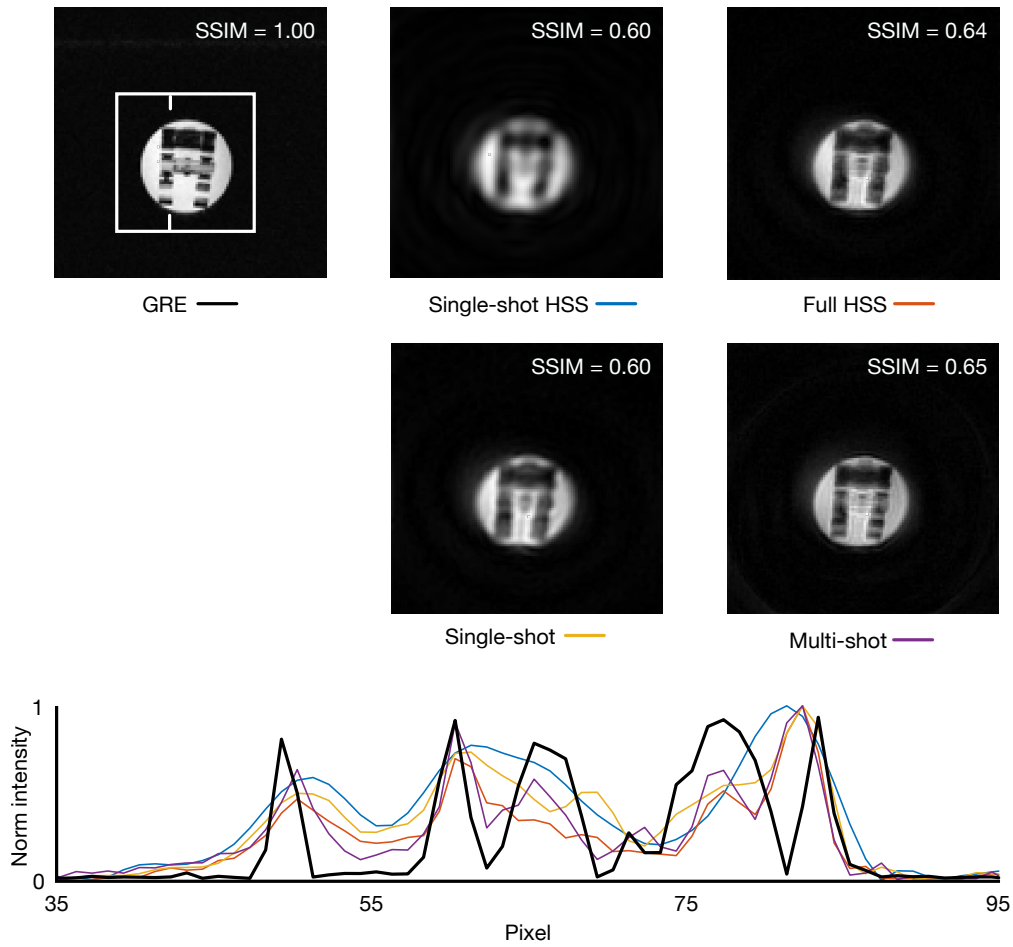 SSIM = 1.00
SSIM = 0.60
SSIM = 0.64
GRE
Single-shot HSS
Full HSS
SSIM = 0.60
SSIM = 0.65
Single-shot
Multi-shot
Norm intensity
1
0
35
55
75
95
Pixel